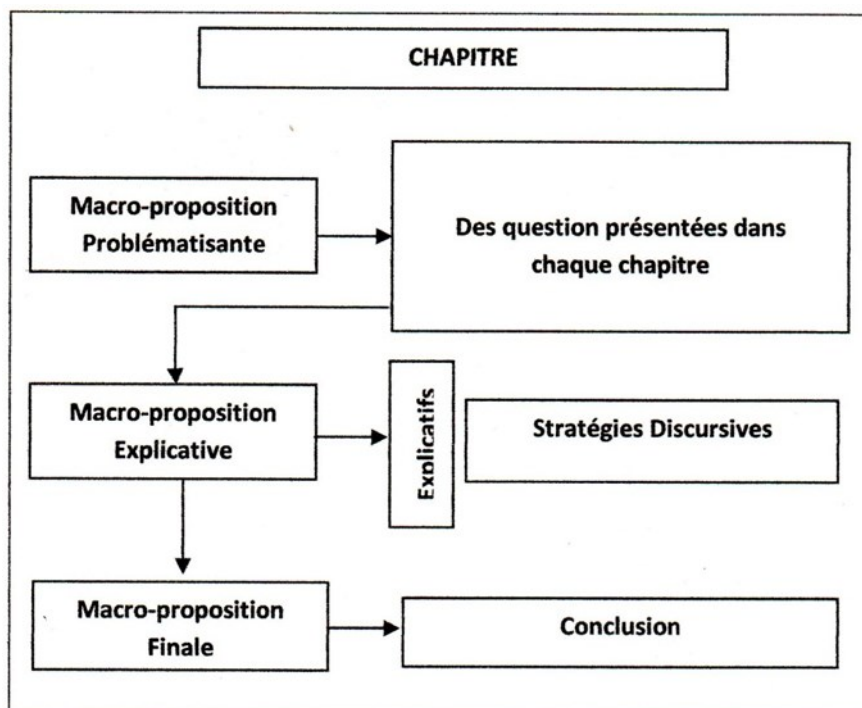 CHAPITRE
Macro-proposition
Problématisante
Des question présentées dans
chaque chapitre
Macro-proposition
Explicative
Explicatifs
Stratégies Discursives
Macro-proposition
Finale
Conclusion